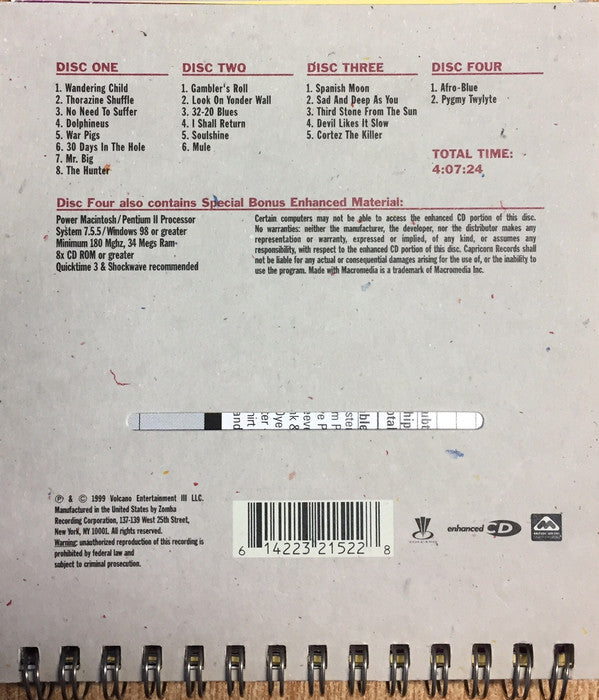 DISC ONE
1. Wandering Child
2. Thorazine Shuffle
3. No Need To Suffer
4. Dolphineus
5. War Pigs
6. 30 Days In The Hole
7. Mr. Big
8. The Hunter
DISC TWO
1. Gambler's Roll
2. Look On Yonder Wall
3. 32-20 Blues
4. I Shall Return
5. Soulshine
6. Mule
DISC THREE
1. Spanish Moon
2. Sad And Deep As You
3. Third Stone From The Sun
4. Devil Likes It Slow
5. Cortez The Killer
DISC FOUR
1. Afro-Blue
2. Pygmy Twylyte
TOTAL TIME:
4:07:24
Disc Four also contains Special Bonus Enhanced Material:
Power Macintosh/Pentium II Processor
System 7.5.5/Windows 98 or greater
Minimum 180 Mghz, 34 Megs Ram
8x CD ROM or greater
Quicktime 3 & Shockwave recommended
Certain computers may not be able to access the enhanced CD portion of this disc.
No warranties: neither the manufacturer, the developer, nor the distributor makes any
representation or warranty, expressed or implied, of any kind, or assumes any
responsibility, with respect to the enhanced CD portion of this disc. Capricorn Records shall
not be liable for any actual or consequential damages arising for the use of, or the inability to
use the program. Made with Macromedia is a trademark of Macromedia Inc.
℗ & © 1999 Volcano Entertainment III LLC.
Manufactured in the United States by Zomba
Recording Corporation, 137-139 West 25th Street,
New York, NY 10001. All rights reserved.
Warning: unauthorized reproduction of this recording is
prohibited by federal law and
subject to criminal prosecution.
6 14223 21522 8
enhanced CD